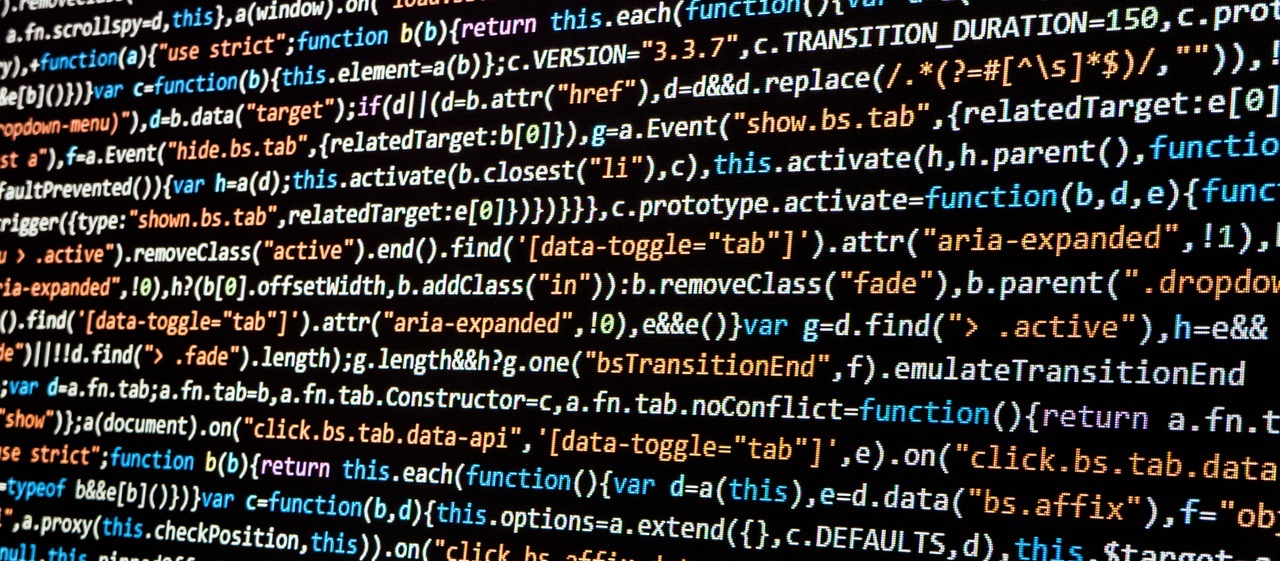 a.fn.scrollspy=d,this},a(window).on(
y),+function(a){"use strict";function b(b){return this.each(function(){var
&e[b]()})}var c=function(b){this.element=a(b)};c.VERSION="3.3.7",c.TRANSITION_DURATION=150,c.prot
ropdown-menu)"),d=b.data("target");if(d||(d=b.attr("href"),d=d&&d.replace(/.*(?=#[^\s]*$)/,"")),!
st a"),f=a.Event("hide.bs.tab",{relatedTarget:b[0]}),g=a.Event("show.bs.tab",{relatedTarget:e[0]
faultPrevented()){var h=a(d);this.activate(b.closest("li"),c),this.activate(h,h.parent(),functio
rigger({type:"shown.bs.tab",relatedTarget:e[0]})})}}},c.prototype.activate=function(b,d,e){func
u > .active").removeClass("active").end().find('[data-toggle="tab"]').attr("aria-expanded",!1),
ia-expanded",!0),h?(b[0].offsetWidth,b.addClass("in")):b.removeClass("fade"),b.parent(".dropdow
().find('[data-toggle="tab"]').attr("aria-expanded",!0),e&&e()}var g=d.find("> .active"),h=e&&
de")||!!d.find("> .fade").length);g.length&&h?g.one("bsTransitionEnd",f).emulateTransitionEnd
;var d=a.fn.tab;a.fn.tab=b,a.fn.tab.Constructor=c,a.fn.tab.noConflict=function(){return a.fn.t
"show")};a(document).on("click.bs.tab.data-api",'[data-toggle="tab"]',e).on("click.bs.tab.data
se strict";function b(b){return this.each(function(){var d=a(this),e=d.data("bs.affix"),f="ob
=typeof b&&e[b]()})}var c=function(b,d){this.options=a.extend({},c.DEFAULTS,d),this.$target
",a.proxy(this.checkPosition,this)).on("click.bs.affix
null,this